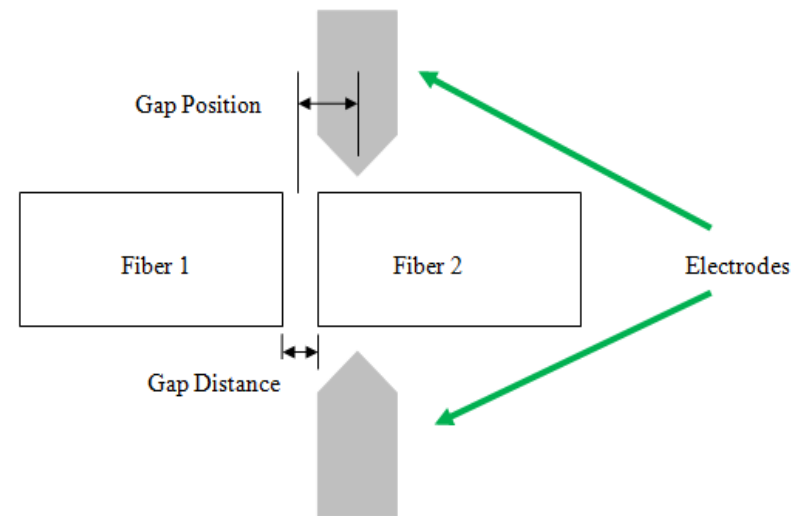 Gap Position
Fiber 1
Fiber 2
Electrodes
Gap Distance